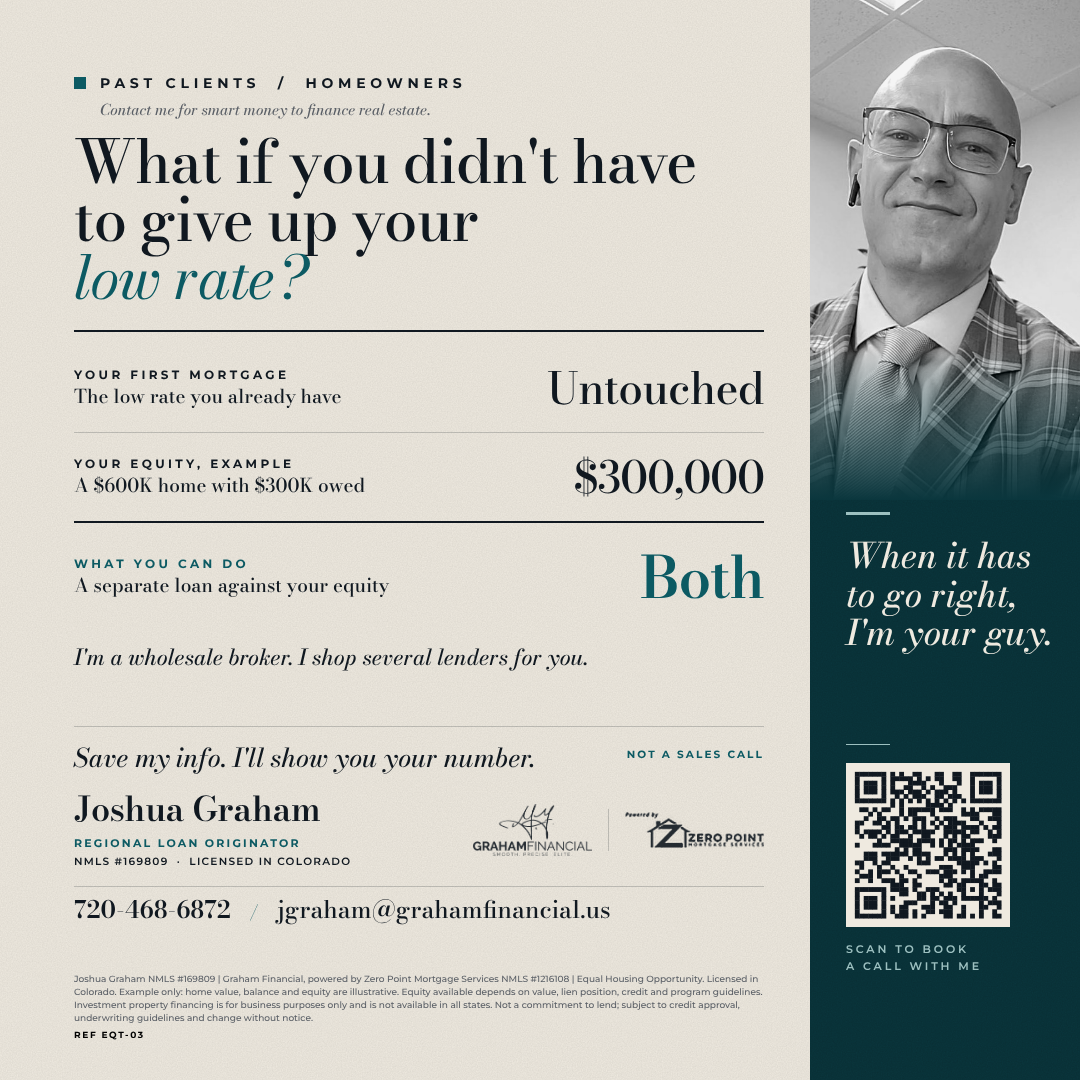 PAST CLIENTS / HOMEOWNERS
Contact me for smart money to finance real estate.
What if you didn't have
to give up your
low rate?
YOUR FIRST MORTGAGE
The low rate you already have
Untouched
YOUR EQUITY, EXAMPLE
A $600K home with $300K owed
$300,000
WHAT YOU CAN DO
A separate loan against your equity
Both
I'm a wholesale broker. I shop several lenders for you.
Save my info. I'll show you your number.
NOT A SALES CALL
Joshua Graham
REGIONAL LOAN ORIGINATOR
NMLS #169809 · LICENSED IN COLORADO
GRAHAMFINANCIAL
SMOOTH. PRECISE. ELITE.
Powered by
ZERO POINT
MORTGAGE SERVICES
720-468-6872 / jgraham@grahamfinancial.us
Joshua Graham NMLS #169809 | Graham Financial, powered by Zero Point Mortgage Services NMLS #1216108 | Equal Housing Opportunity. Licensed in
Colorado. Example only: home value, balance and equity are illustrative. Equity available depends on value, lien position, credit and program guidelines.
Investment property financing is for business purposes only and is not available in all states. Not a commitment to lend; subject to credit approval,
underwriting guidelines and change without notice.
REF EQT-03
When it has
to go right,
I'm your guy.
SCAN TO BOOK
A CALL WITH ME